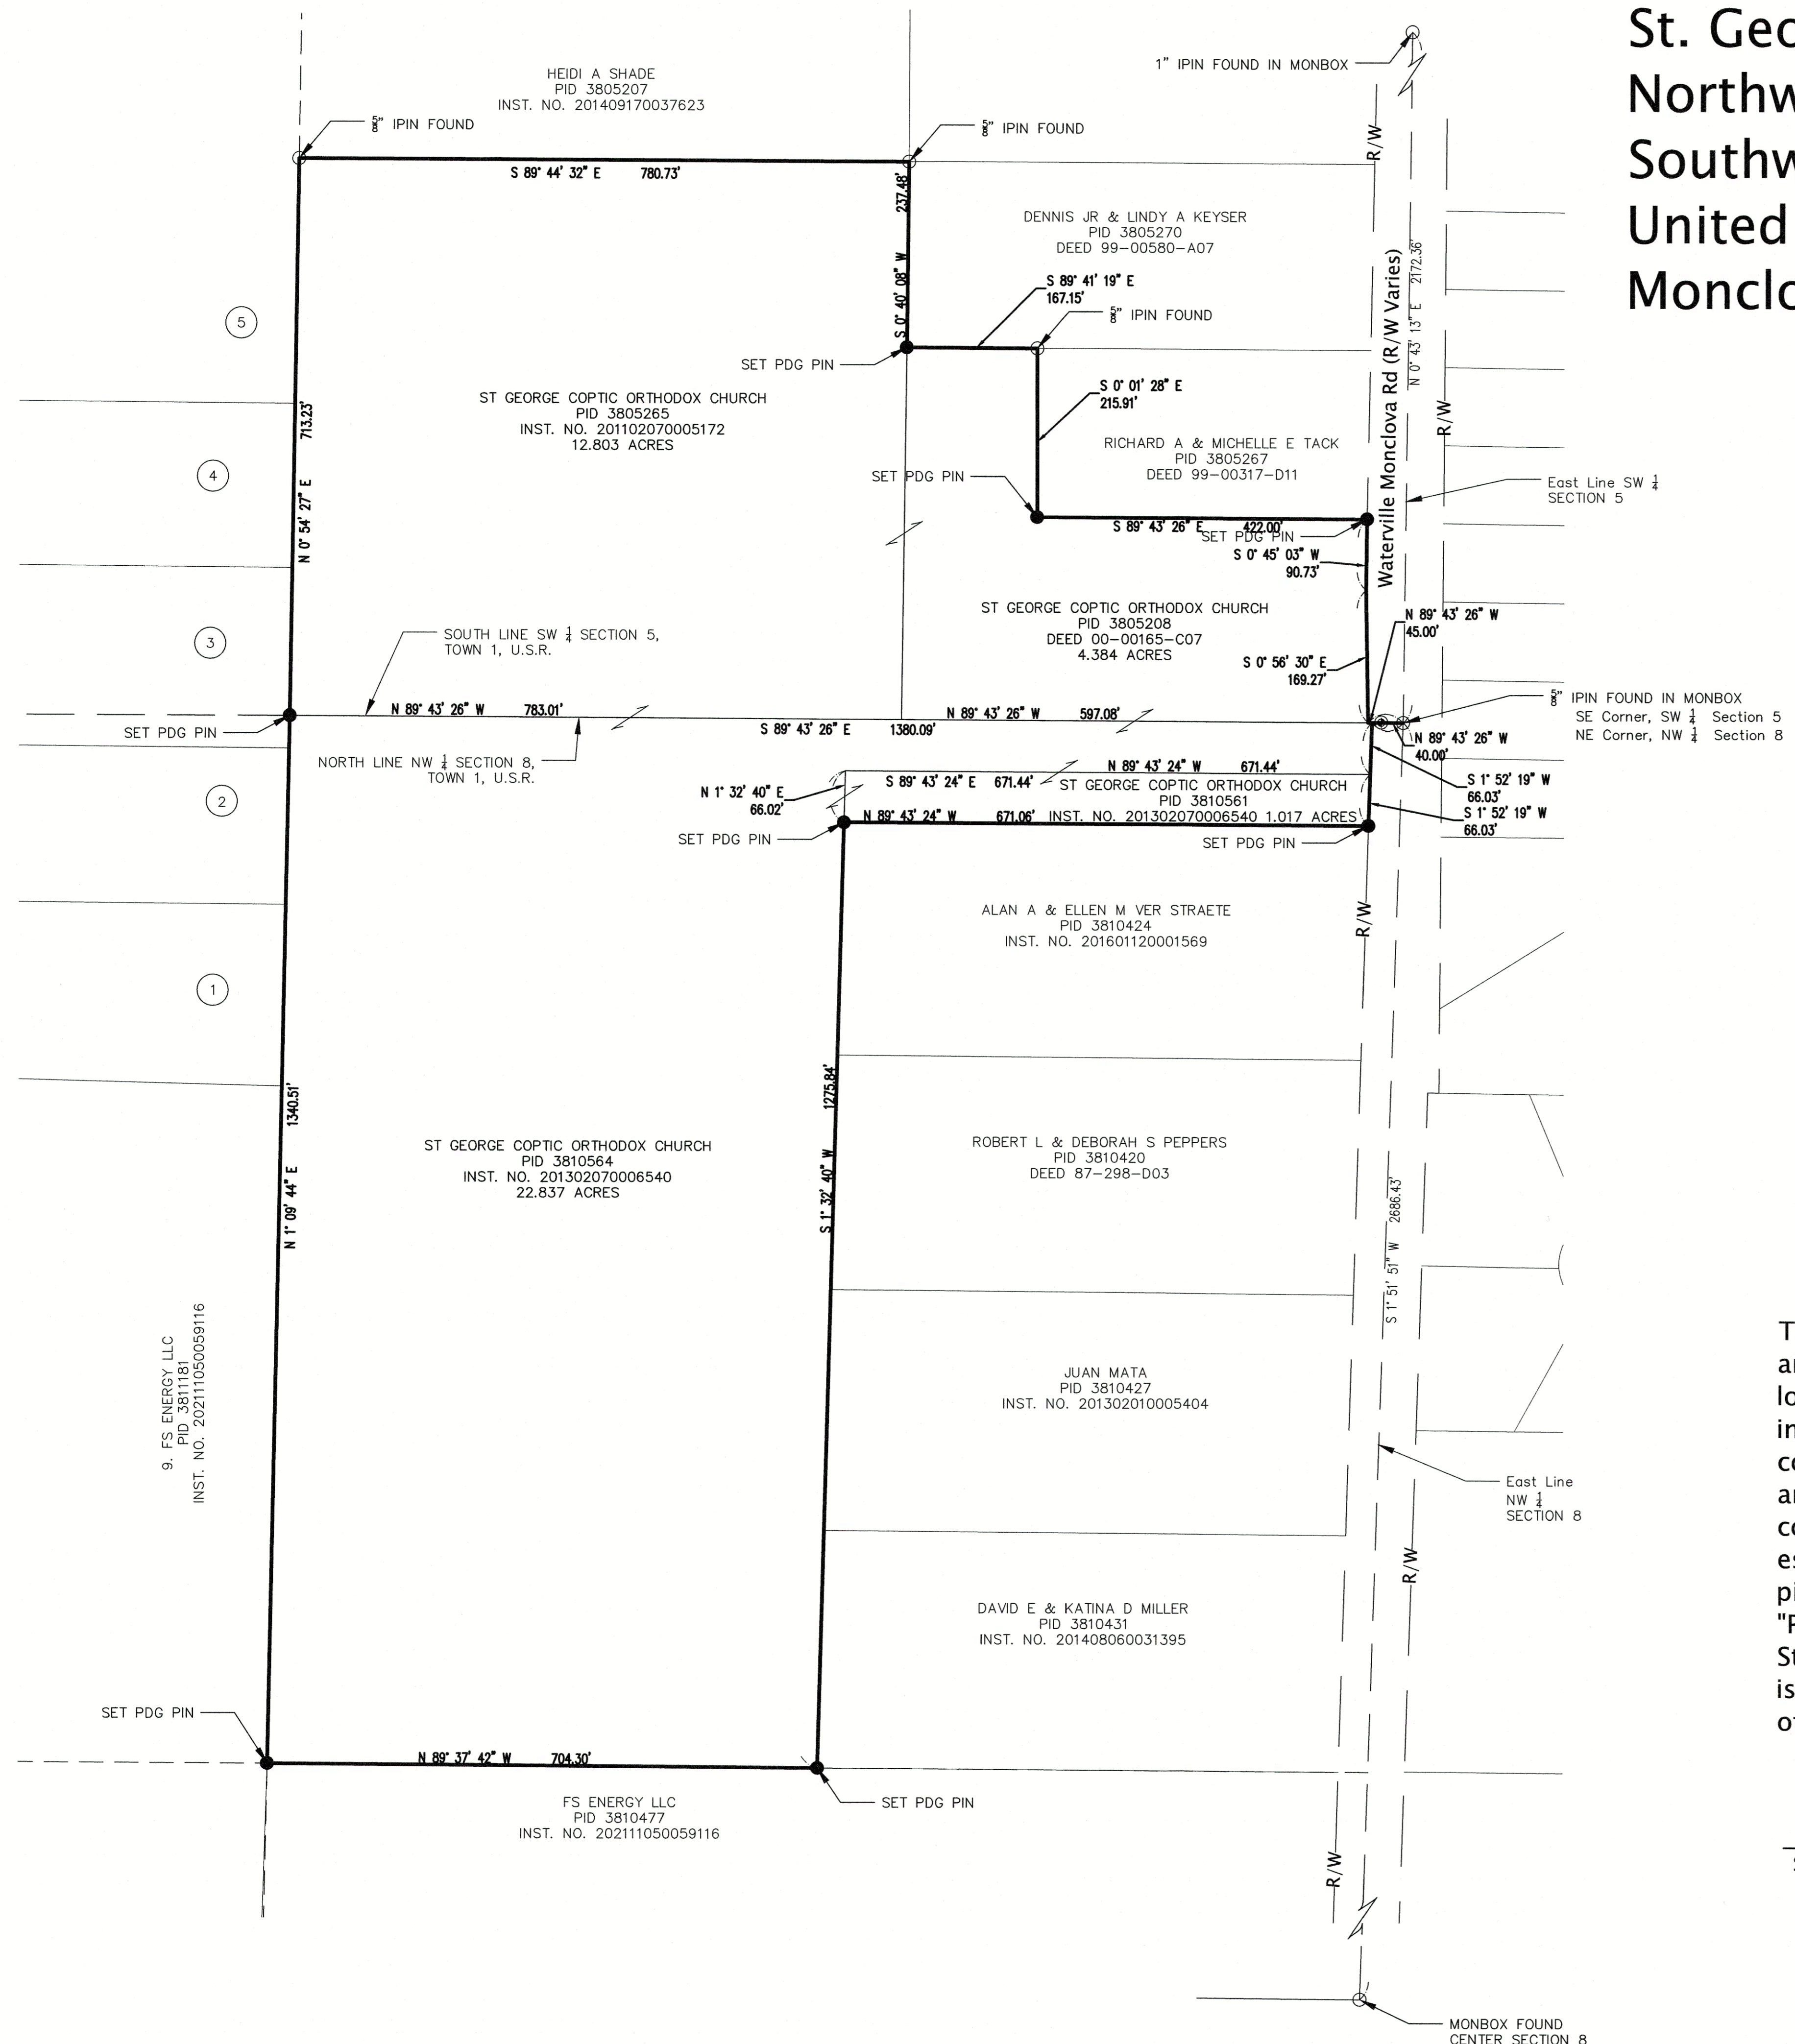 St. Geo
Northw
Southw
United
Monclo
1" IPIN FOUND IN MONBOX
HEIDI A SHADE
PID 3805207
INST. NO. 201409170037623
5/8" IPIN FOUND
5/8" IPIN FOUND
S 89° 44' 32" E 780.73'
237.48'
S 0° 40' 08" W
R/W
DENNIS JR & LINDY A KEYSER
PID 3805270
DEED 99-00580-A07
S 89° 41' 19" E
167.15'
5/8" IPIN FOUND
SET PDG PIN
Waterville Monclova Rd (R/W Varies)
N 0° 43' 13" E 2172.36'
R/W
5
713.23'
N 0° 54' 27" E
ST GEORGE COPTIC ORTHODOX CHURCH
PID 3805265
INST. NO. 201102070005172
12.803 ACRES
S 0° 01' 28" E
215.91'
RICHARD A & MICHELLE E TACK
PID 3805267
DEED 99-00317-D11
SET PDG PIN
4
East Line SW 1/4
SECTION 5
S 89° 43' 26" E 422.00'
SET PDG PIN
S 0° 45' 03" W
90.73'
ST GEORGE COPTIC ORTHODOX CHURCH
PID 3805208
DEED 00-00165-C07
4.384 ACRES
N 89° 43' 26" W
45.00'
3
SOUTH LINE SW 1/4 SECTION 5,
TOWN 1, U.S.R.
S 0° 56' 30" E
169.27'
5/8" IPIN FOUND IN MONBOX
SE Corner, SW 1/4 Section 5
NE Corner, NW 1/4 Section 8
N 89° 43' 26" W 783.01'
N 89° 43' 26" W 597.08'
S 89° 43' 26" E 1380.09'
SET PDG PIN
N 89° 43' 26" W
40.00'
NORTH LINE NW 1/4 SECTION 8,
TOWN 1, U.S.R.
N 89° 43' 24" W 671.44'
S 89° 43' 24" E 671.44'
N 1° 32' 40" E
66.02'
ST GEORGE COPTIC ORTHODOX CHURCH
PID 3810561
INST. NO. 201302070006540 1.017 ACRES
S 1° 52' 19" W
66.03'
S 1° 52' 19" W
66.03'
2
N 89° 43' 24" W 671.06'
SET PDG PIN
SET PDG PIN
ALAN A & ELLEN M VER STRAETE
PID 3810424
INST. NO. 201601120001569
R/W
1
1340.51'
N 1° 09' 44" E
1275.84'
S 1° 32' 40" W
ST GEORGE COPTIC ORTHODOX CHURCH
PID 3810564
INST. NO. 201302070006540
22.837 ACRES
ROBERT L & DEBORAH S PEPPERS
PID 3810420
DEED 87-298-D03
S 1° 51' 51" W 2686.43'
9. FS ENERGY LLC
PID 3811181
INST. NO. 202111050059116
JUAN MATA
PID 3810427
INST. NO. 201302010005404
East Line
NW 1/4
SECTION 8
R/W
DAVID E & KATINA D MILLER
PID 3810431
INST. NO. 201408060031395
SET PDG PIN
N 89° 37' 42" W 704.30'
SET PDG PIN
FS ENERGY LLC
PID 3810477
INST. NO. 202111050059116
R/W
MONBOX FOUND
CENTER SECTION 8